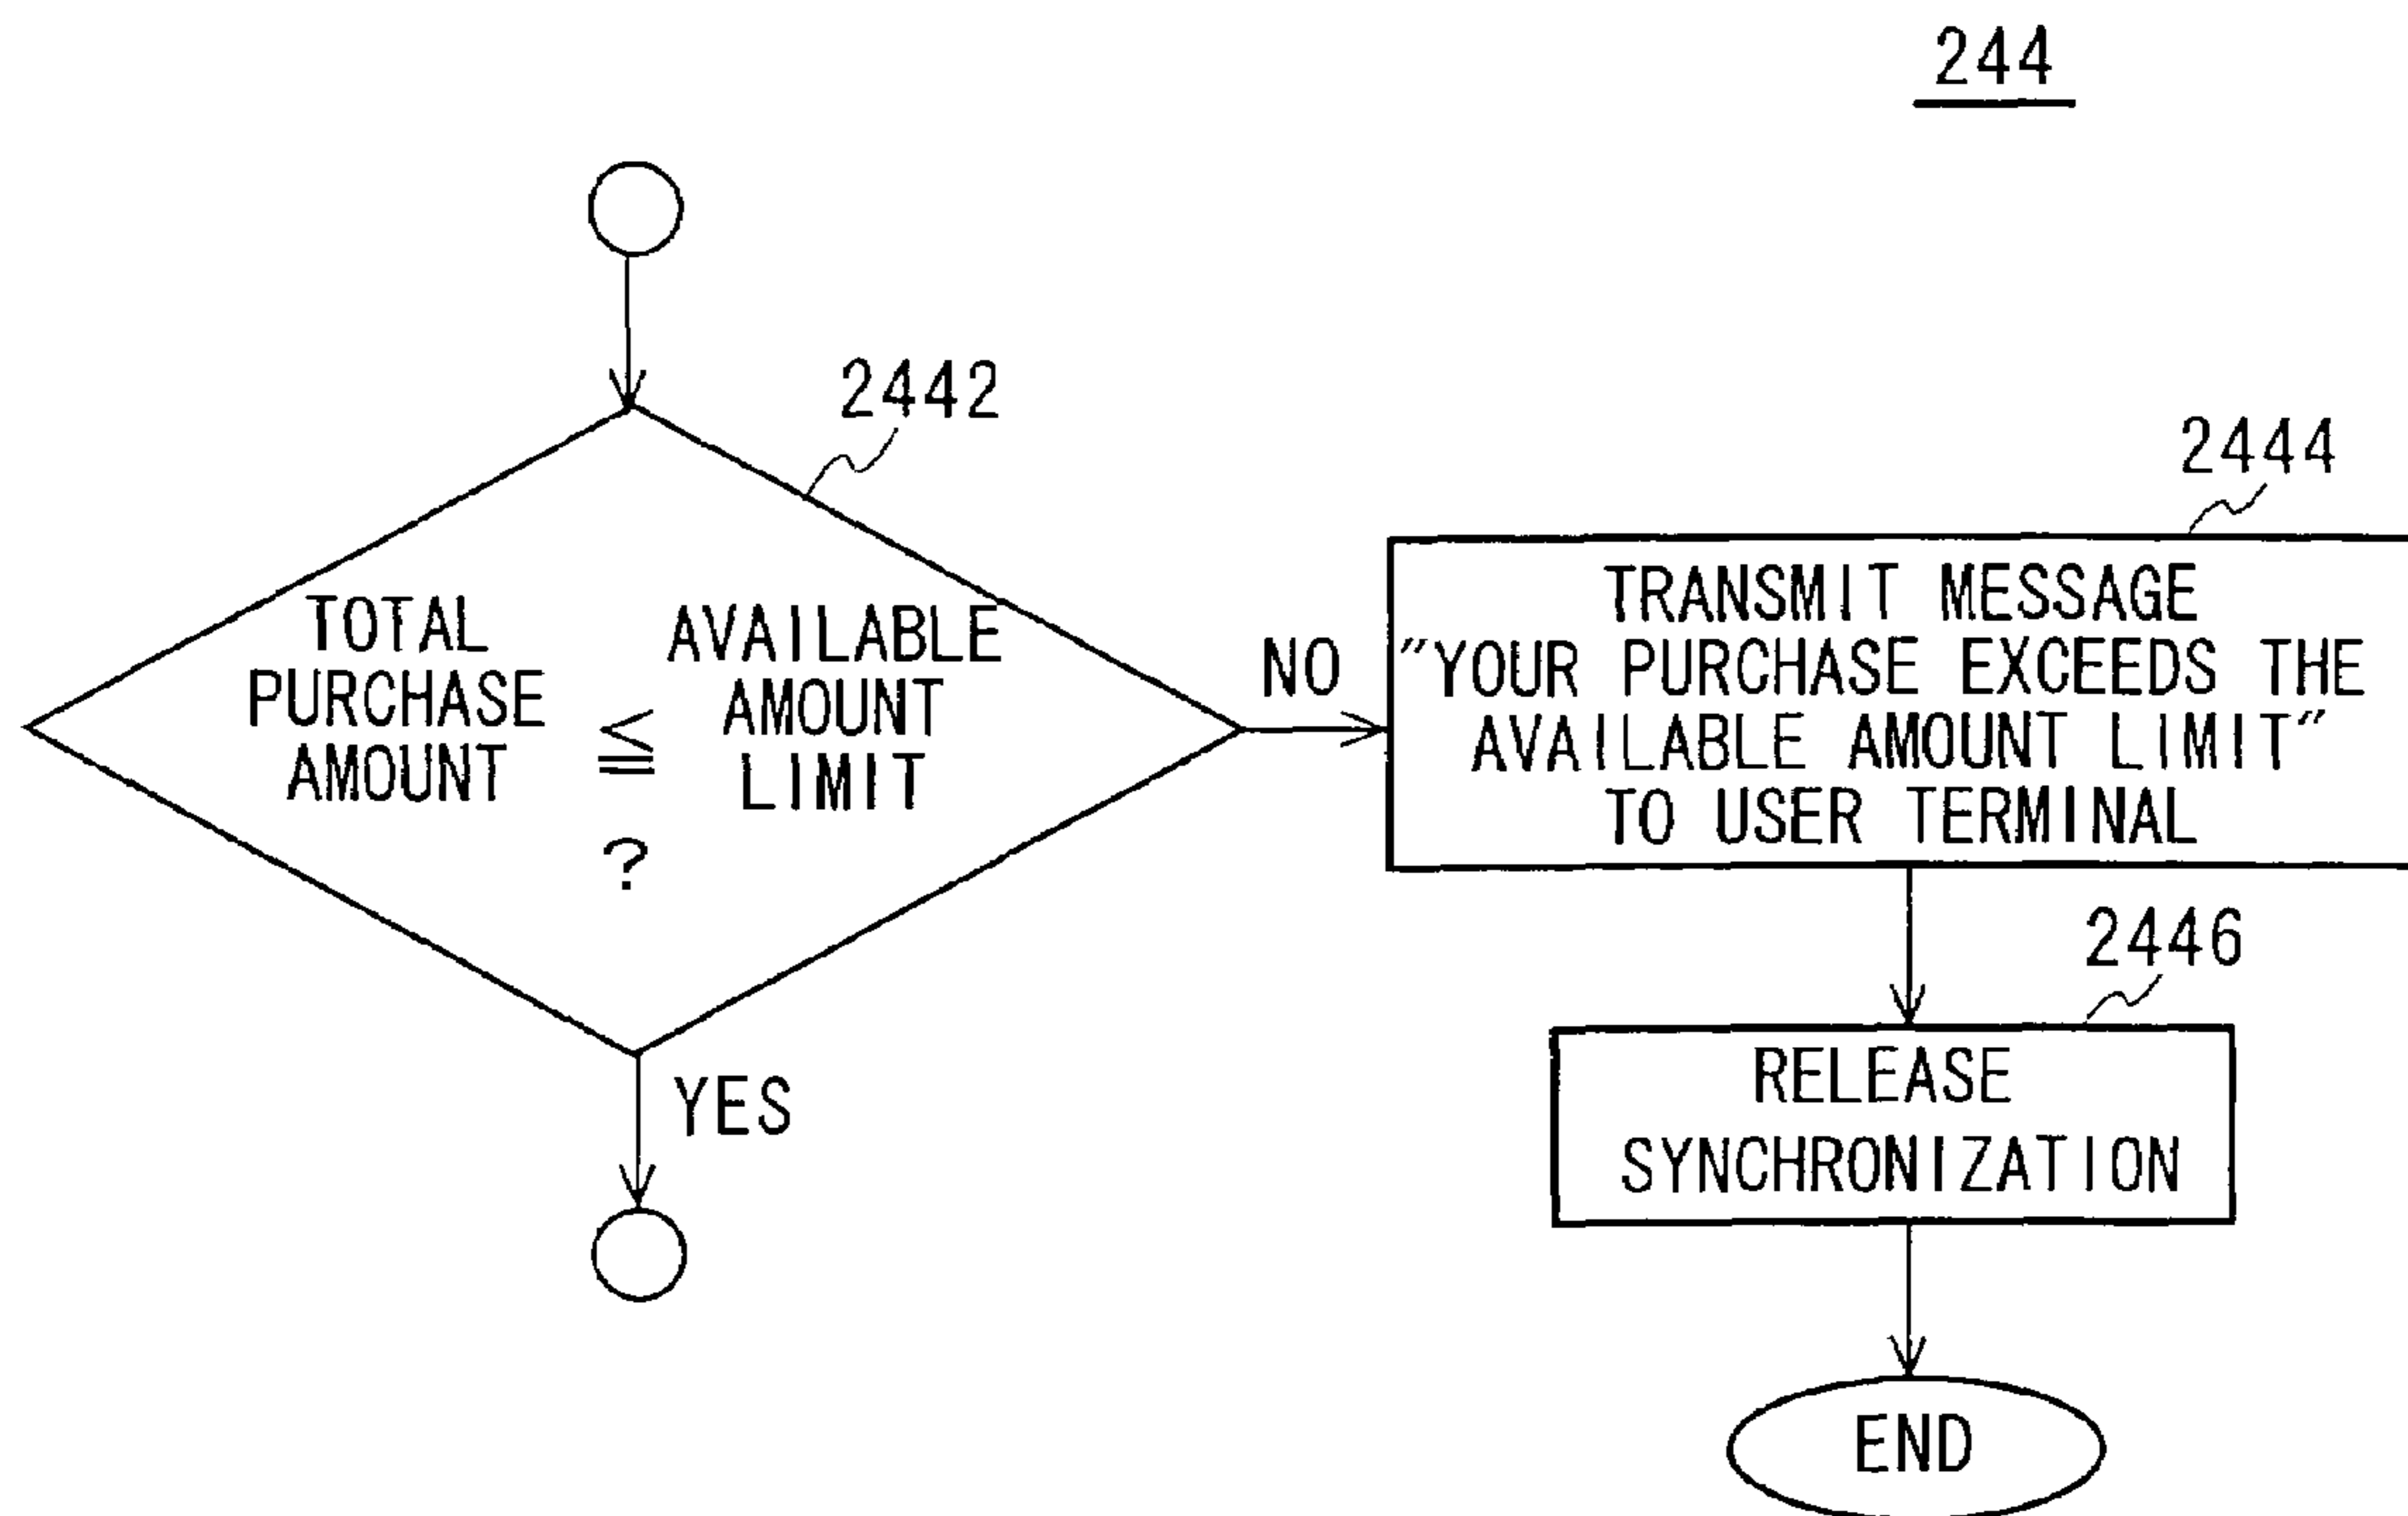 244
2442
TOTAL
PURCHASE
AMOUNT
≦
AVAILABLE
AMOUNT
LIMIT
?
NO
YES
2444
TRANSMIT MESSAGE
"YOUR PURCHASE EXCEEDS THE
AVAILABLE AMOUNT LIMIT"
TO USER TERMINAL
2446
RELEASE
SYNCHRONIZATION
END